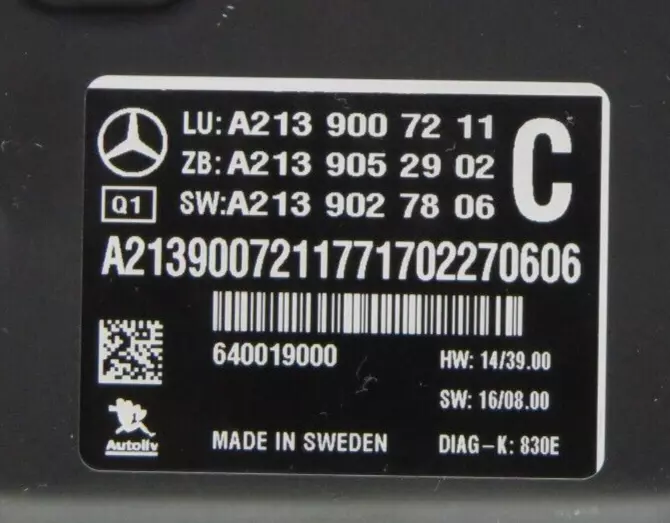 LU: A213 900 72 11
ZB: A213 905 29 02
C
Q1
SW: A213 902 78 06
A2139007211771702270606
640019000
HW: 14/39.00
SW: 16/08.00
1
Autoliv
MADE IN SWEDEN
DIAG-K: 830E